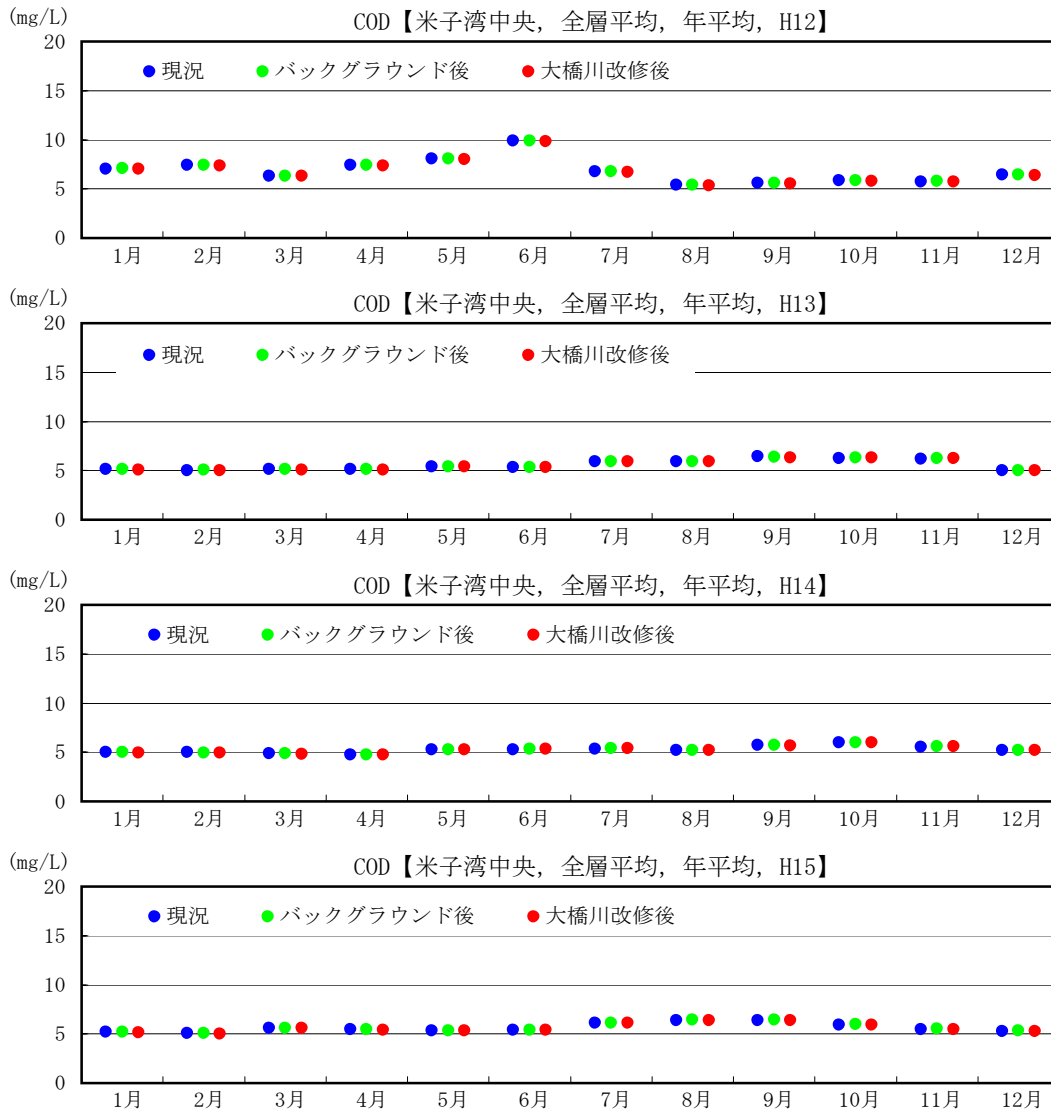 (mg/L)
COD【米子湾中央, 全層平均, 年平均, H12】
20
● 現況 ● バックグラウンド後 ● 大橋川改修後
15
10
5
0
1月 2月 3月 4月 5月 6月 7月 8月 9月 10月 11月 12月
(mg/L)
COD【米子湾中央, 全層平均, 年平均, H13】
20
● 現況 ● バックグラウンド後 ● 大橋川改修後
15
10
5
0
1月 2月 3月 4月 5月 6月 7月 8月 9月 10月 11月 12月
(mg/L)
COD【米子湾中央, 全層平均, 年平均, H14】
20
● 現況 ● バックグラウンド後 ● 大橋川改修後
15
10
5
0
1月 2月 3月 4月 5月 6月 7月 8月 9月 10月 11月 12月
(mg/L)
COD【米子湾中央, 全層平均, 年平均, H15】
20
● 現況 ● バックグラウンド後 ● 大橋川改修後
15
10
5
0
1月 2月 3月 4月 5月 6月 7月 8月 9月 10月 11月 12月